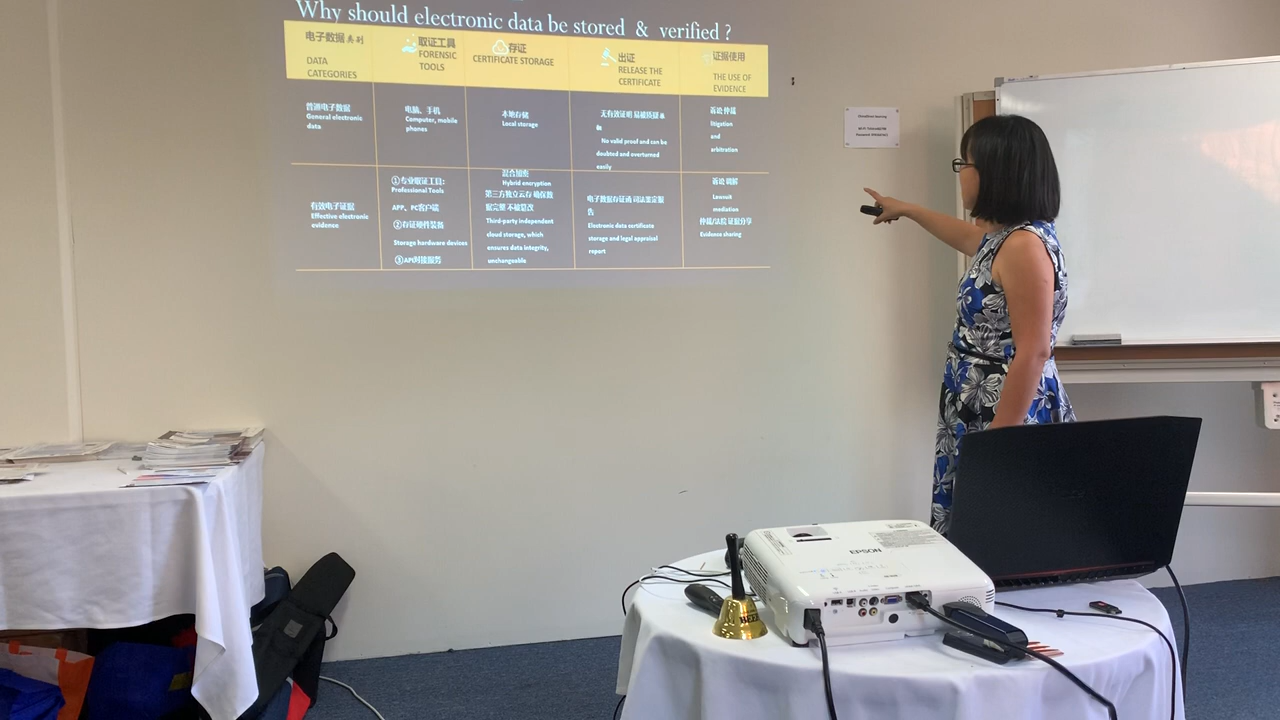 Why should electronic data be stored & verified ?
电子数据类别
DATA
CATEGORIES
取证工具
FORENSIC
TOOLS
存证
CERTIFICATE STORAGE
出证
RELEASE THE
CERTIFICATE
证据使用
THE USE OF
EVIDENCE
普通电子数据
General electronic
data
电脑、手机
Computer, mobile
phones
本地存储
Local storage
无有效证明 易被质疑
No valid proof and can be
doubted and overturned
easily
诉讼 仲裁
litigation
and
arbitration
有效电子证据
Effective electronic
evidence
①专业取证工具:
Professional Tools
APP、PC客户端
②存证硬件装备
Storage hardware devices
③API对接服务
混合加密
Hybrid encryption
第三方独立云存 确保数
据完整 不被篡改
Third-party independent
cloud storage, which
ensures data integrity,
unchangeable
电子数据存证函 司法鉴定报
告
Electronic data certificate
storage and legal appraisal
report
诉讼 调解
Lawsuit
mediation
仲裁/法院 证据分享
Evidence sharing
EPSON